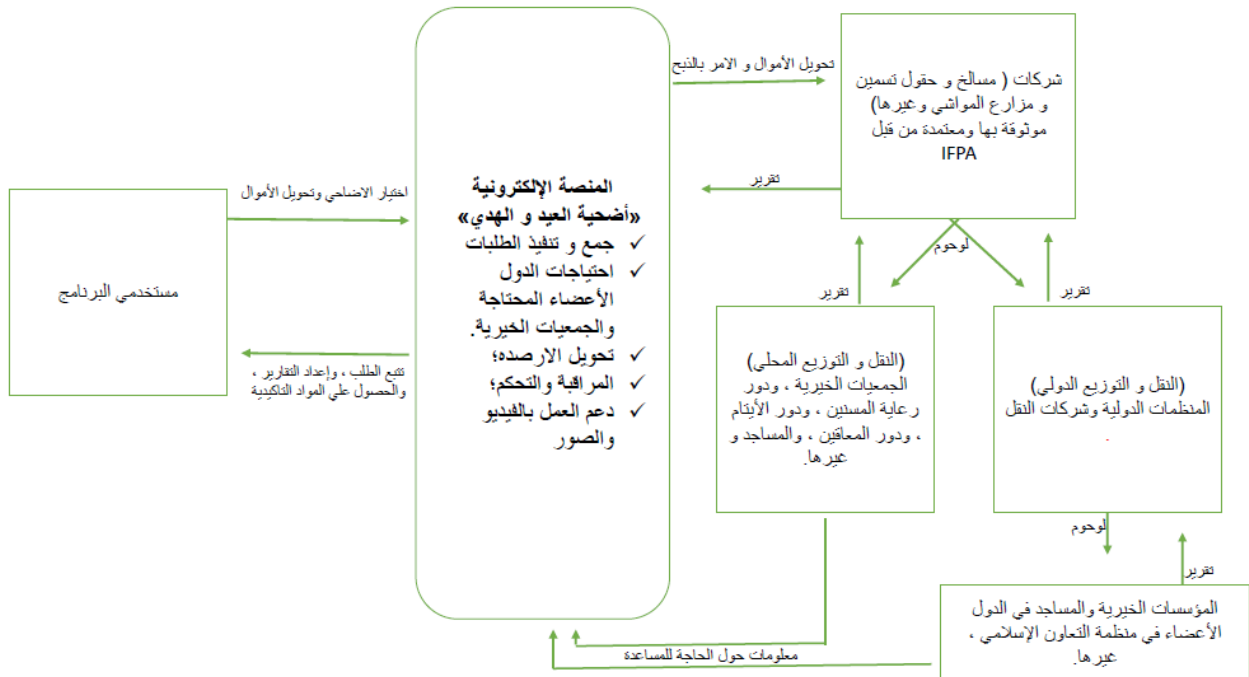 تحويل الأموال و الامر بالذبح
شركات ( مسالخ و حقول تسمين
و مزارع المواشي وغيرها)
موثوقة بها ومعتمدة من قبل
IFPA
تقرير
لوحوم
تقرير
تقرير
اختيار الاضاحي وتحويل الأموال
مستخدمي البرنامج
تتبع الطلب ، وإعداد التقارير ،
والحصول علي المواد التاكيدية
المنصة الإلكترونية
«أضحية العيد و الهدي»
✓ جمع و تنفيذ الطلبات
✓ احتياجات الدول
الأعضاء المحتاجة
والجمعيات الخيرية.
✓ تحويل الارصده؛
✓ المراقبة والتحكم؛
✓ دعم العمل بالفيديو
والصور
(النقل و التوزيع المحلي)
الجمعيات الخيرية ، ودور
رعاية المسنين ، ودور الأيتام
، ودور المعاقين ، والمساجد و
غيرها.
(النقل و التوزيع الدولي)
المنظمات الدولية وشركات النقل
.
لوحوم
تقرير
المؤسسات الخيرية والمساجد في الدول
الأعضاء في منظمة التعاون الإسلامي ،
غيرها.
معلومات حول الحاجة للمساعدة